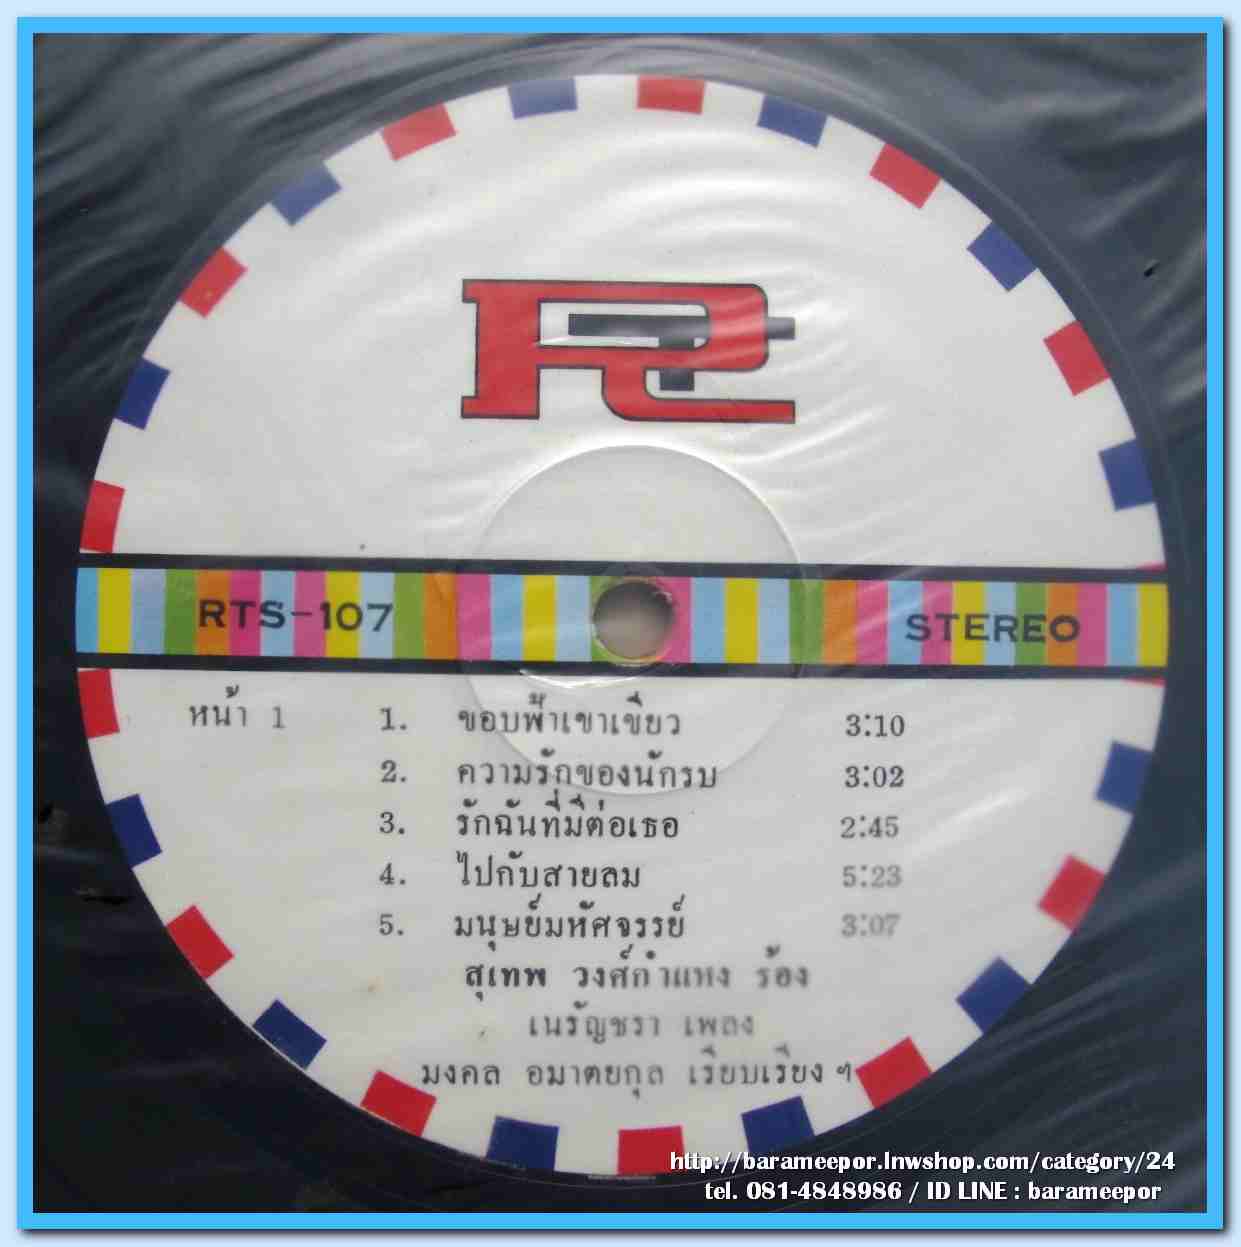 Rt
RTS-107 STEREO
หน้า 1 1. ขอบฟ้าเขาเขียว 3:10
2. ความรักของนักรบ 3:02
3. รักฉันที่มีต่อเธอ 2:45
4. ไปกับสายลม 5:23
5. มนุษย์มหัศจรรย์ 3:07
สุเทพ วงศ์กำแหง ร้อง
เนรัญชรา เพลง
มงคล อมาตยกุล เรียบเรียง ฯ
http://barameepor.lnwshop.com/category/24
tel. 081-4848986 / ID LINE : barameepor